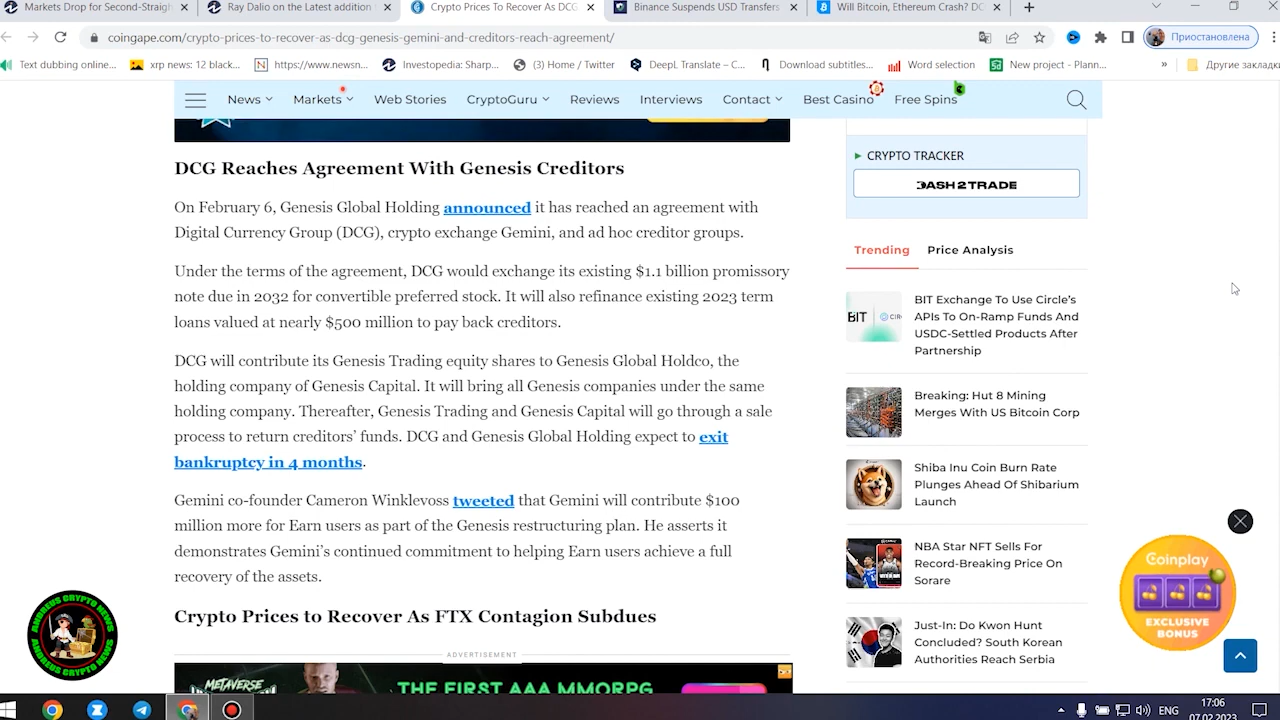 Markets Drop for Second-Straigh
Ray Dalio on the Latest addition
Crypto Prices To Recover As DCG,
Binance Suspends USD Transfers
Will Bitcoin, Ethereum Crash? DC
coingape.com/crypto-prices-to-recover-as-dcg-genesis-gemini-and-creditors-reach-agreement/
Приостановлена
Text dubbing online...
xrp news: 12 black...
https://www.newsn...
Investopedia: Sharp...
(3) Home / Twitter
DeepL Translate – C...
Download subtitles...
Word selection
New project - Plann...
»
Другие закладки
News
Markets
Web Stories
CryptoGuru
Reviews
Interviews
Contact
Best Casino
Free Spins
DCG Reaches Agreement With Genesis Creditors
On February 6, Genesis Global Holding announced it has reached an agreement with
Digital Currency Group (DCG), crypto exchange Gemini, and ad hoc creditor groups.
Under the terms of the agreement, DCG would exchange its existing $1.1 billion promissory
note due in 2032 for convertible preferred stock. It will also refinance existing 2023 term
loans valued at nearly $500 million to pay back creditors.
DCG will contribute its Genesis Trading equity shares to Genesis Global Holdco, the
holding company of Genesis Capital. It will bring all Genesis companies under the same
holding company. Thereafter, Genesis Trading and Genesis Capital will go through a sale
process to return creditors' funds. DCG and Genesis Global Holding expect to exit
bankruptcy in 4 months.
Gemini co-founder Cameron Winklevoss tweeted that Gemini will contribute $100
million more for Earn users as part of the Genesis restructuring plan. He asserts it
demonstrates Gemini's continued commitment to helping Earn users achieve a full
recovery of the assets.
Crypto Prices to Recover As FTX Contagion Subdues
ADVERTISEMENT
METAVERSE
THE FIRST AAA MMORPG
CRYPTO TRACKER
DASH 2 TRADE
Trending
Price Analysis
BIT Exchange To Use Circle's
APIs To On-Ramp Funds And
USDC-Settled Products After
Partnership
BIT
CIR
Breaking: Hut 8 Mining
Merges With US Bitcoin Corp
Shiba Inu Coin Burn Rate
Plunges Ahead Of Shibarium
Launch
NBA Star NFT Sells For
Record-Breaking Price On
Sorare
Just-In: Do Kwon Hunt
Concluded? South Korean
Authorities Reach Serbia
Coinplay
EXCLUSIVE
BONUS
ANDREUS CRYPTO NEWS
ANDREUS CRYPTO NEWS
ENG
17:06
07.02.2023